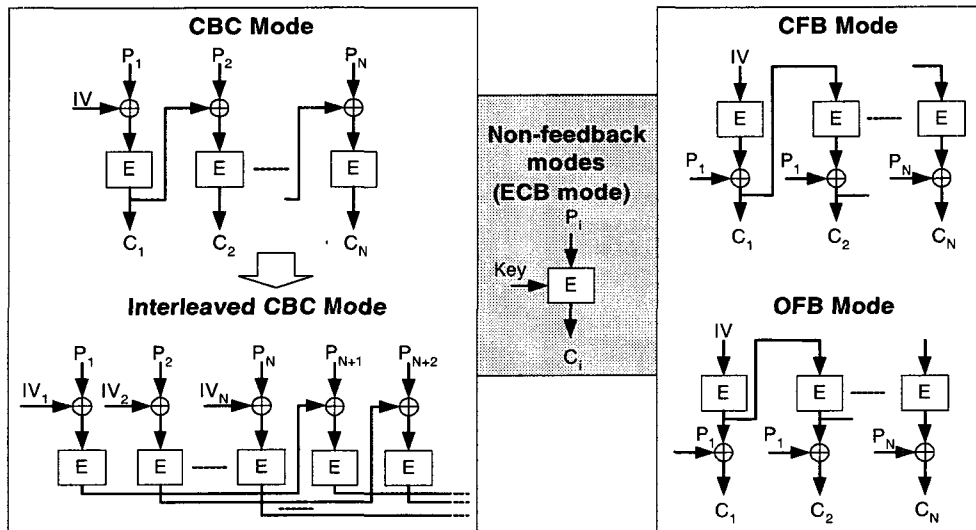 CBC Mode
P1 P2 PN
IV
E E E
C1 C2 CN
Interleaved CBC Mode
P1 P2 PN PN+1 PN+2
IV1 IV2 IVN
E E E E E
Non-feedback
modes
(ECB mode)
Pi
Key
E
Ci
CFB Mode
IV
E E E
P1 P1 PN
C1 C2 CN
OFB Mode
IV
E E E
P1 P1 PN
C1 C2 CN